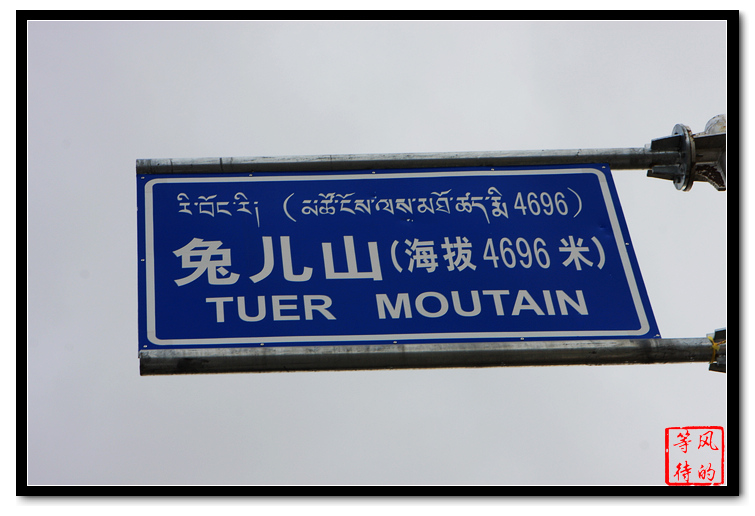 རི་བོང་རི། (མཚོ་ངོས་ལས་མཐོ་ཚད་སྨི 4696)
兔儿山(海拔4696米)
TUER MOUTAIN
风的
等待